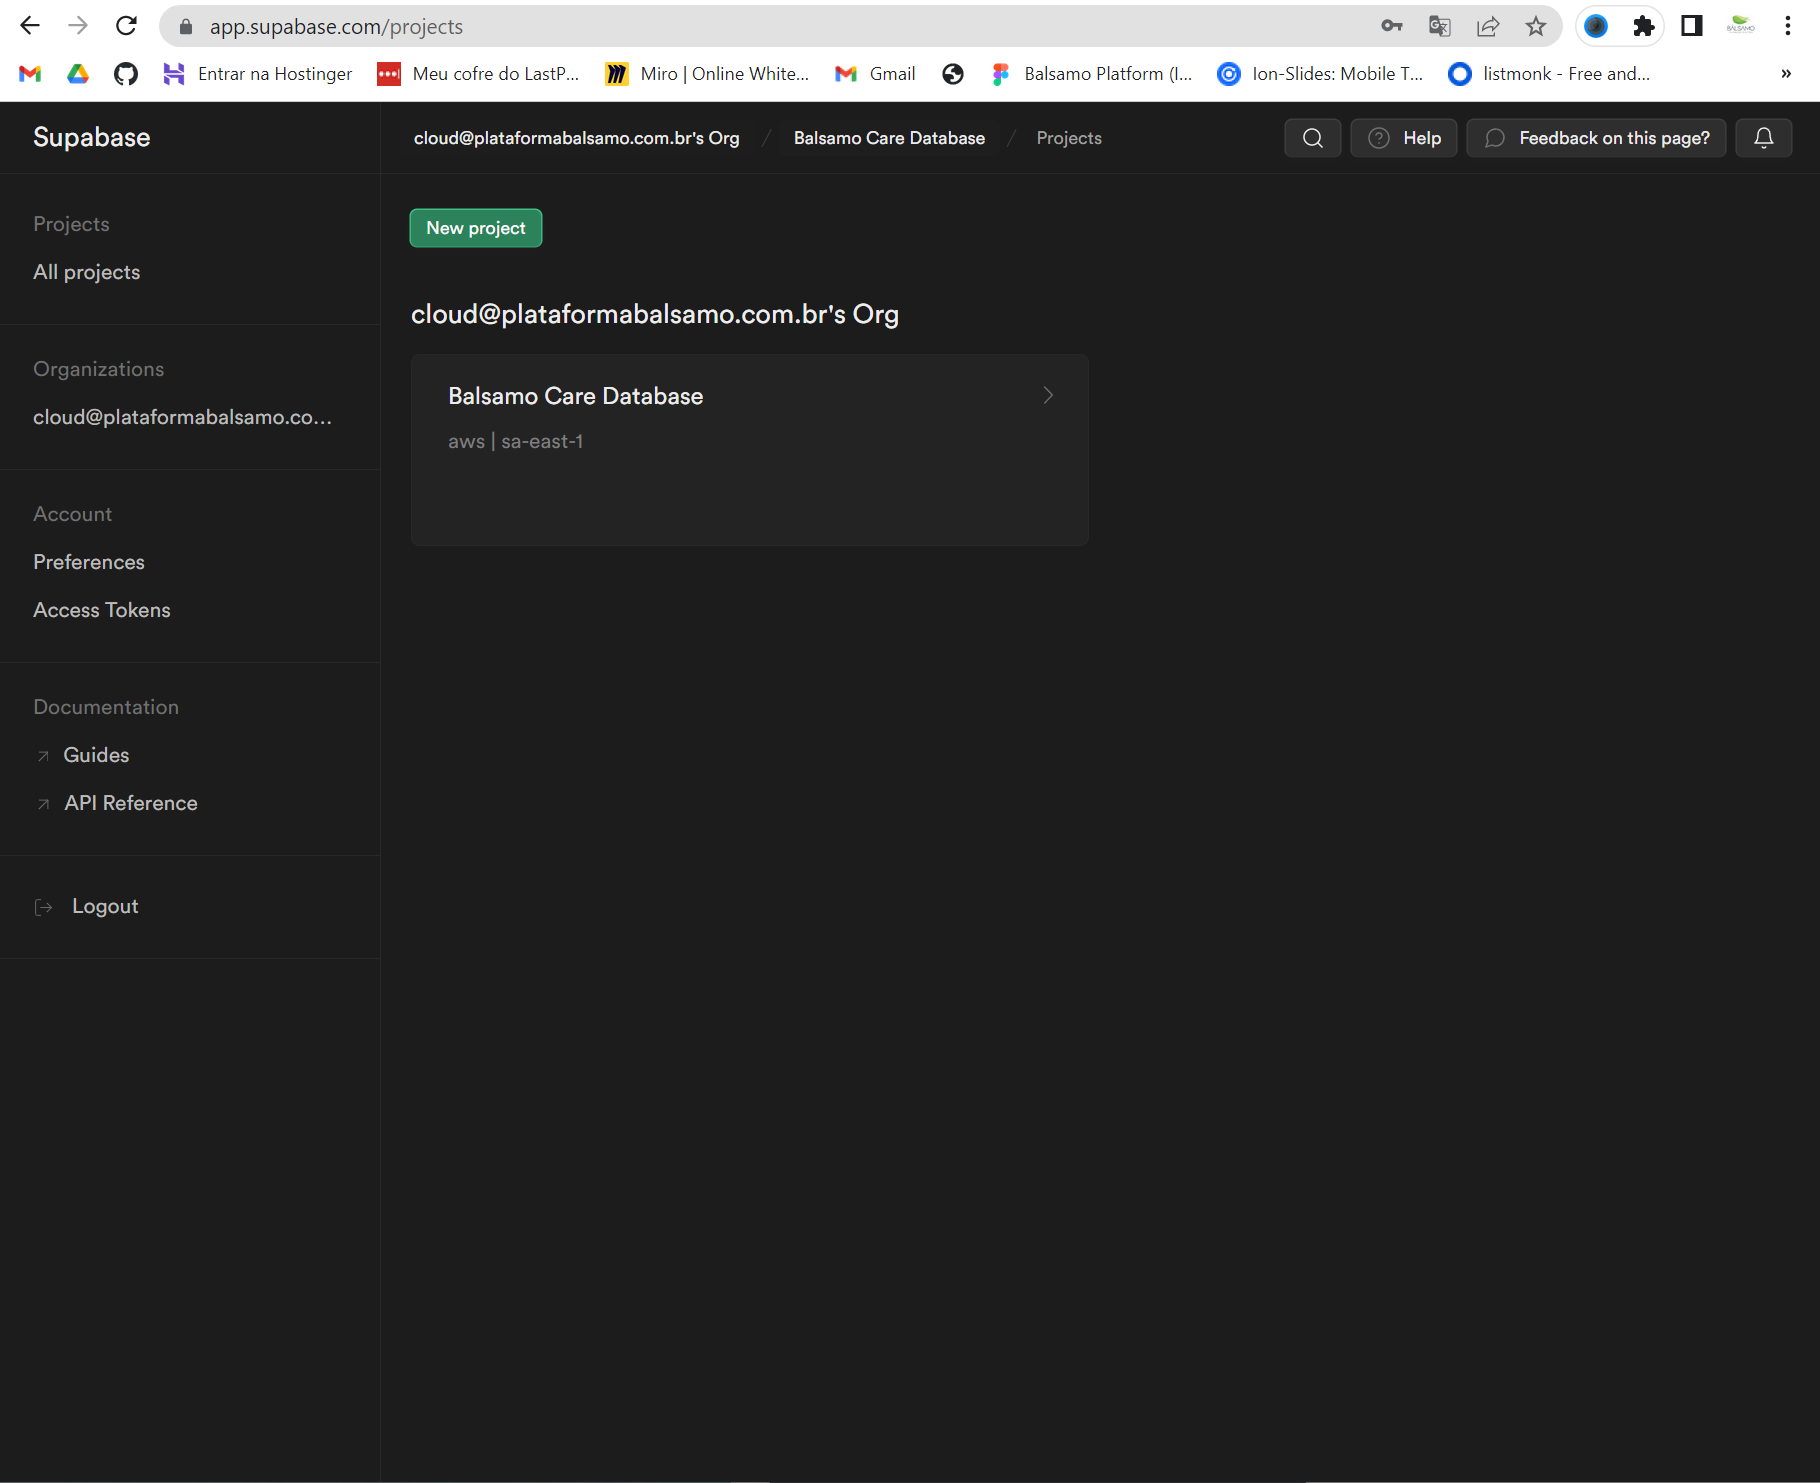 app.supabase.com/projects
Entrar na Hostinger
Meu cofre do LastP...
Miro | Online White...
Gmail
Balsamo Platform (I...
Ion-Slides: Mobile T...
listmonk - Free and...
»
Supabase
cloud@plataformabalsamo.com.br's Org / Balsamo Care Database / Projects
Help
Feedback on this page?
Projects
All projects
Organizations
cloud@plataformabalsamo.co...
Account
Preferences
Access Tokens
Documentation
Guides
API Reference
Logout
New project
cloud@plataformabalsamo.com.br's Org
Balsamo Care Database
aws | sa-east-1